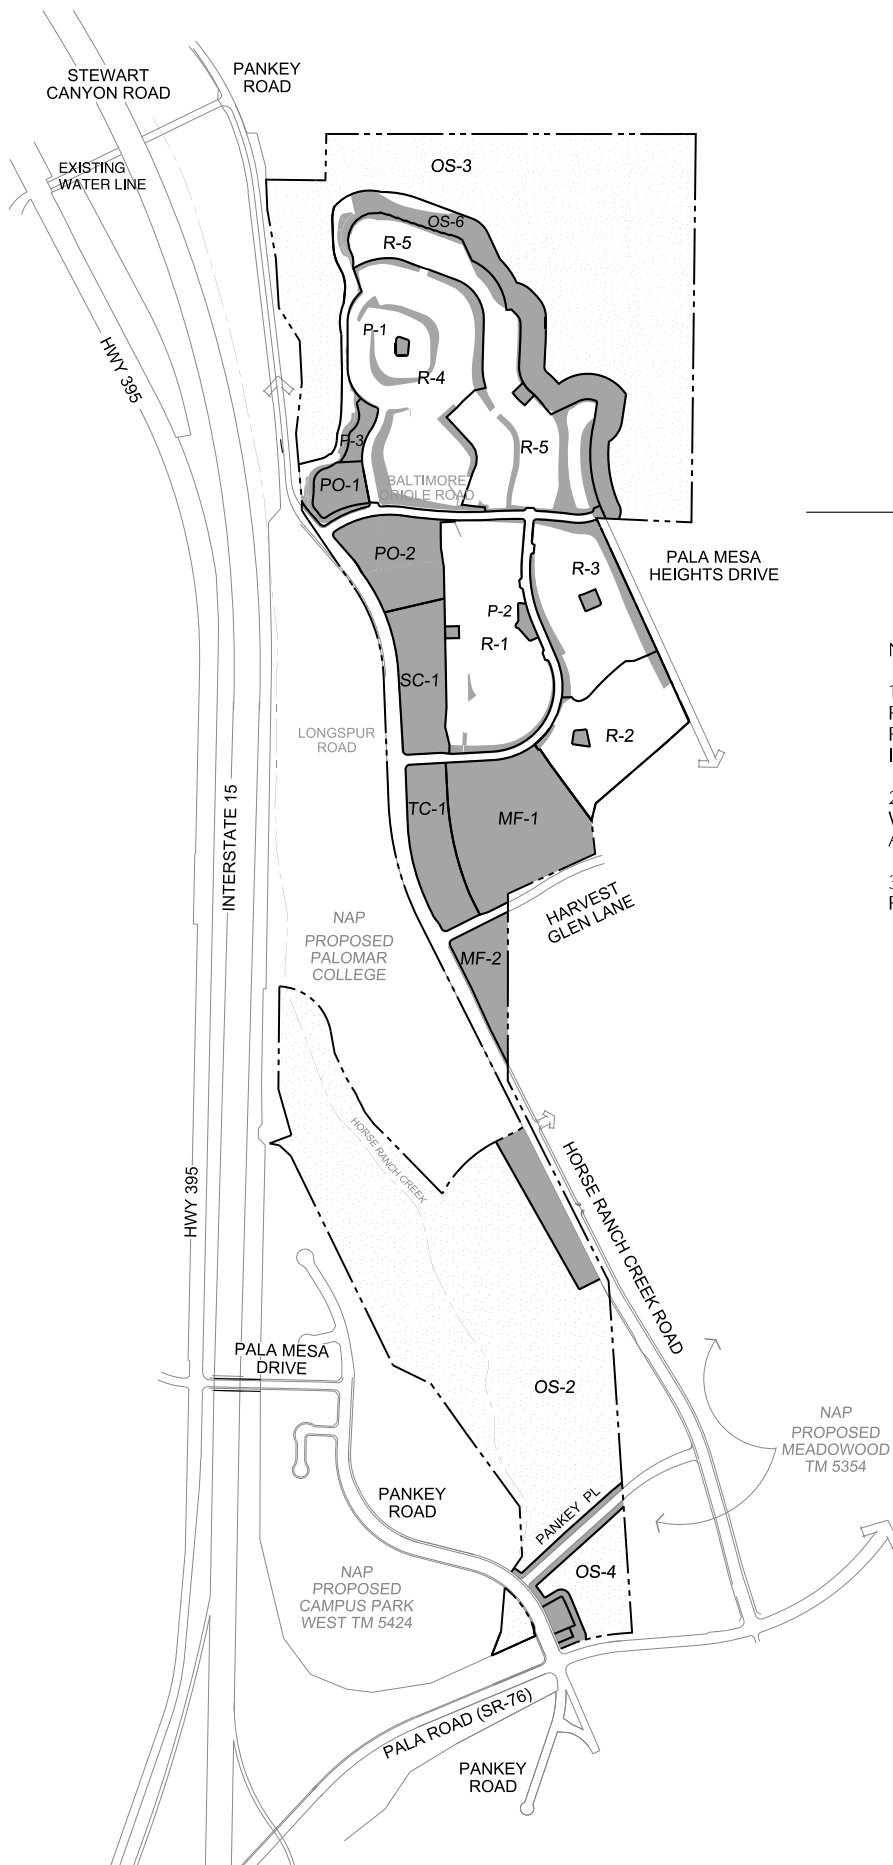 STEWART
CANYON ROAD
PANKEY
ROAD
EXISTING
WATER LINE
OS-3
OS-6
R-5
P-1
R-4
HWY 395
P-3
R-5
BALTIMORE
ORIOLE ROAD
PO-1
PO-2
PALA MESA
HEIGHTS DRIVE
R-3
P-2
R-1
SC-1
LONGSPUR
ROAD
R-2
INTERSTATE 15
TC-1
MF-1
HARVEST
GLEN LANE
NAP
PROPOSED
PALOMAR
COLLEGE
MF-2
HORSE RANCH CREEK
HORSE RANCH CREEK ROAD
HWY 395
PALA MESA
DRIVE
OS-2
NAP
PROPOSED
MEADOWOOD
TM 5354
PANKEY
ROAD
PANKEY PL
OS-4
NAP
PROPOSED
CAMPUS PARK
WEST TM 5424
PALA ROAD (SR-76)
PANKEY
ROAD